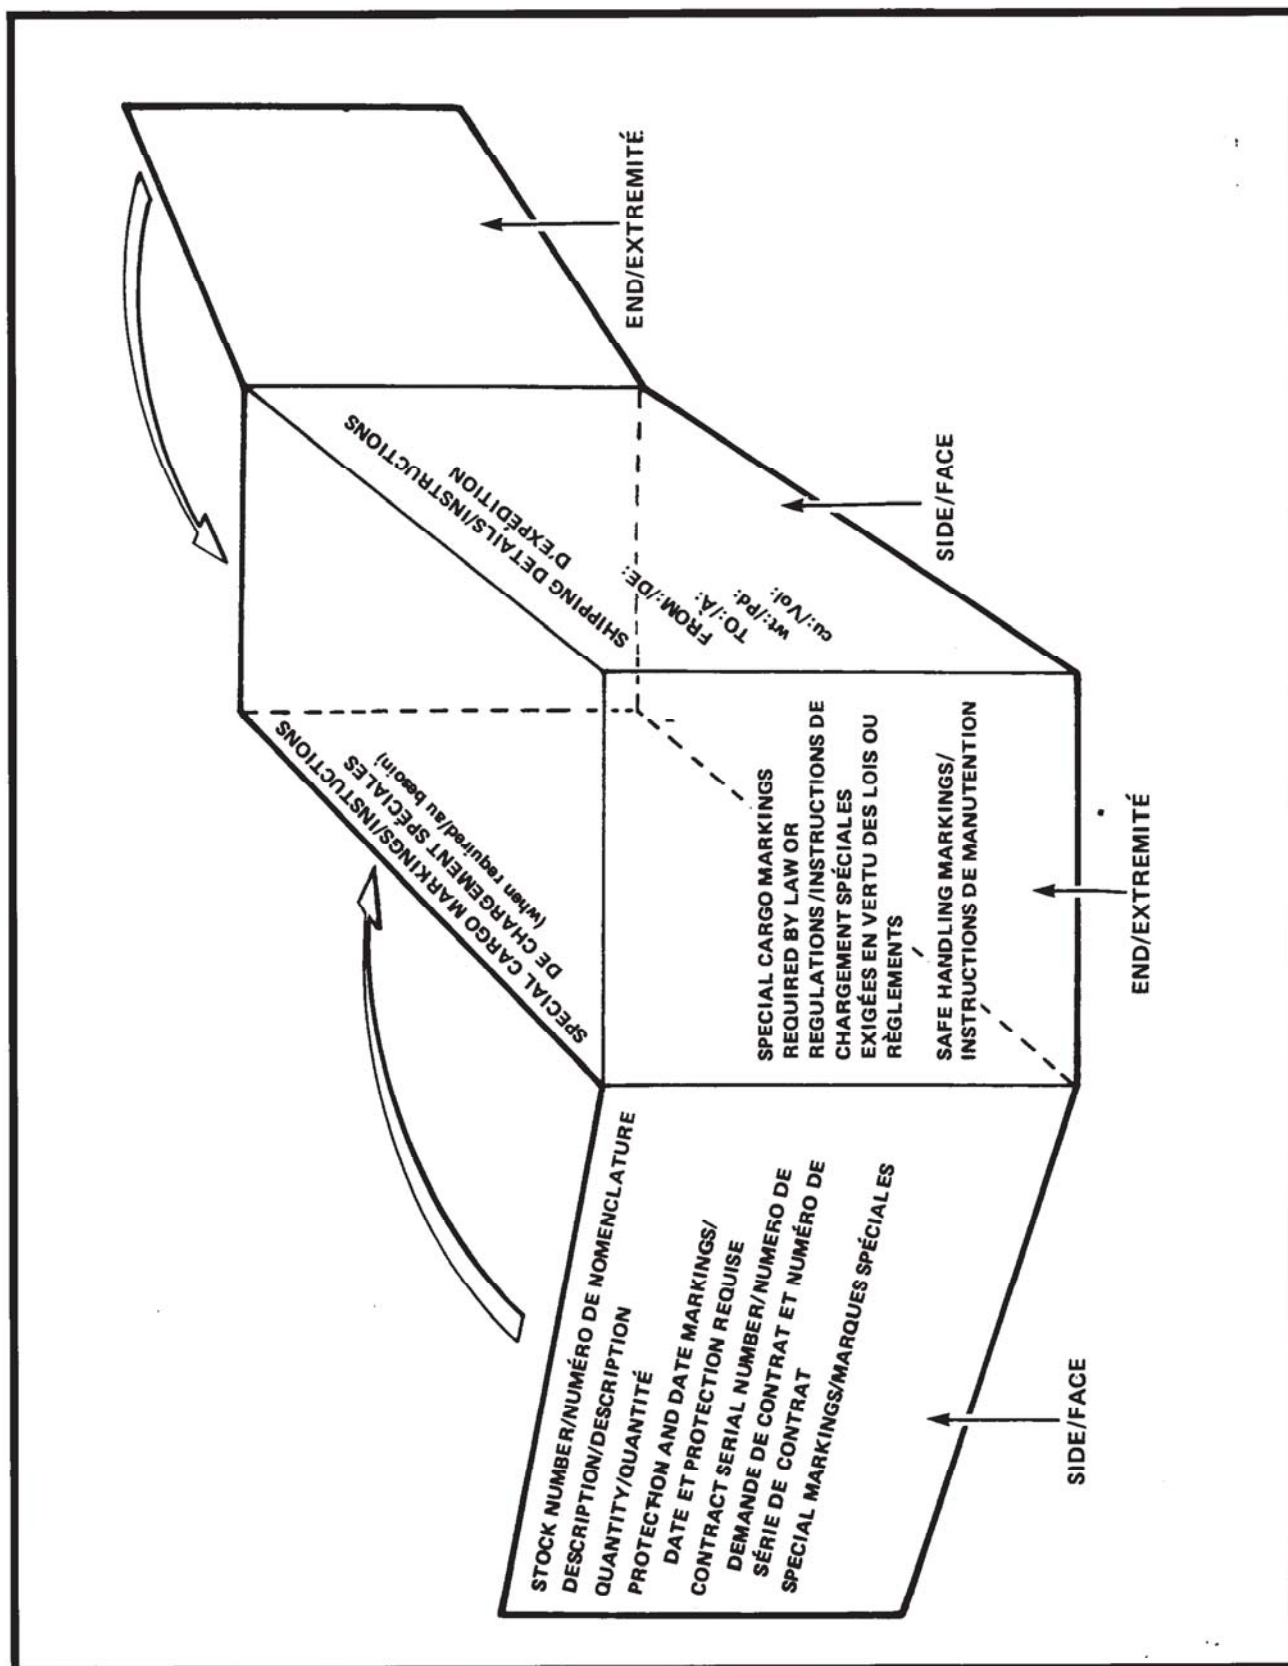 STOCK NUMBER/NUMÉRO DE NOMENCLATURE
DESCRIPTION/DESCRIPTION
QUANTITY/QUANTITÉ
PROTECTION AND DATE MARKINGS/
DATE ET PROTECTION REQUISE
CONTRACT SERIAL NUMBER/NUMERO DE
DEMANDE DE CONTRAT ET NUMÉRO DE
SÉRIE DE CONTRAT
SPECIAL MARKINGS/MARQUES SPÉCIALES
SIDE/FACE
SPECIAL CARGO MARKINGS/INSTUCTIONS
DE CHARGEMENT SPÉCIALES
(when required/au besoin)
SPECIAL CARGO MARKINGS
REQUIRED BY LAW OR
REGULATIONS/INSTRUCTIONS DE
CHARGEMENT SPÉCIALES
EXIGÉES EN VERTU DES LOIS OU
RÈGLEMENTS
SAFE HANDLING MARKINGS/
INSTRUCTIONS DE MANUTENTION
END/EXTREMITÉ
SHIPPING DETAILS/INSTRUCTIONS
D'EXPÉDITION
FROM:/DE:
TO:/À:
wt:/Pd:
cu:/Vol:
SIDE/FACE
END/EXTREMITÉ